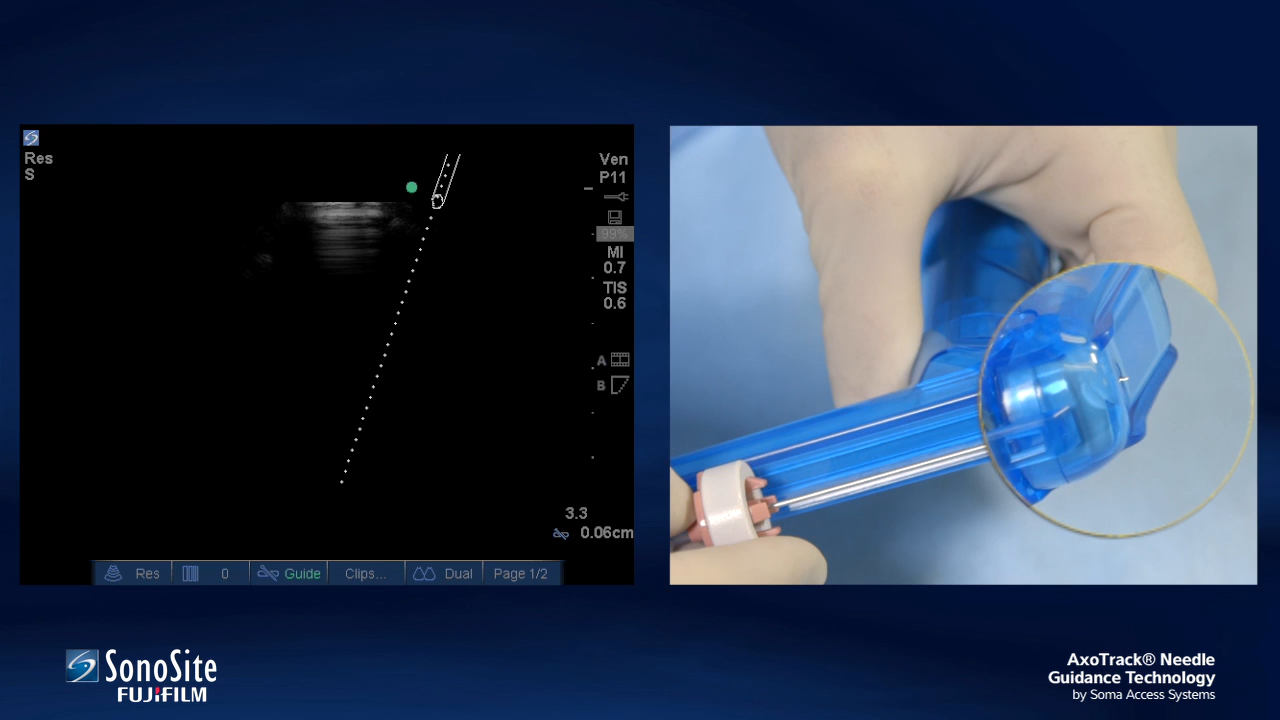 Res
S
Ven
P11
99%
MI
0.7
TIS
0.6
A
B
3.3
0.06cm
Res
0
Guide
Clips...
Dual
Page 1/2
SonoSite
FUJIFILM
AxoTrack® Needle
Guidance Technology
by Soma Access Systems